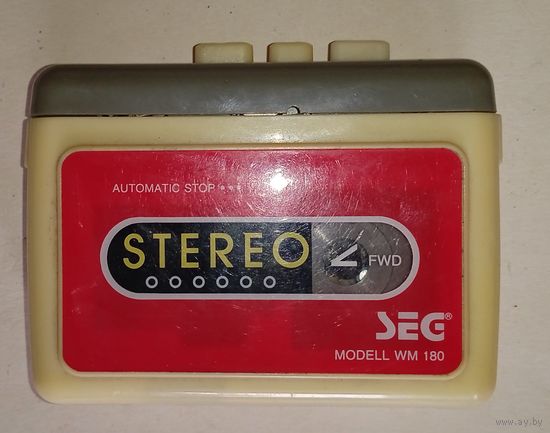 AUTOMATIC STOP
STEREO
FWD
SEG®
MODELL WM 180
www.ay.by